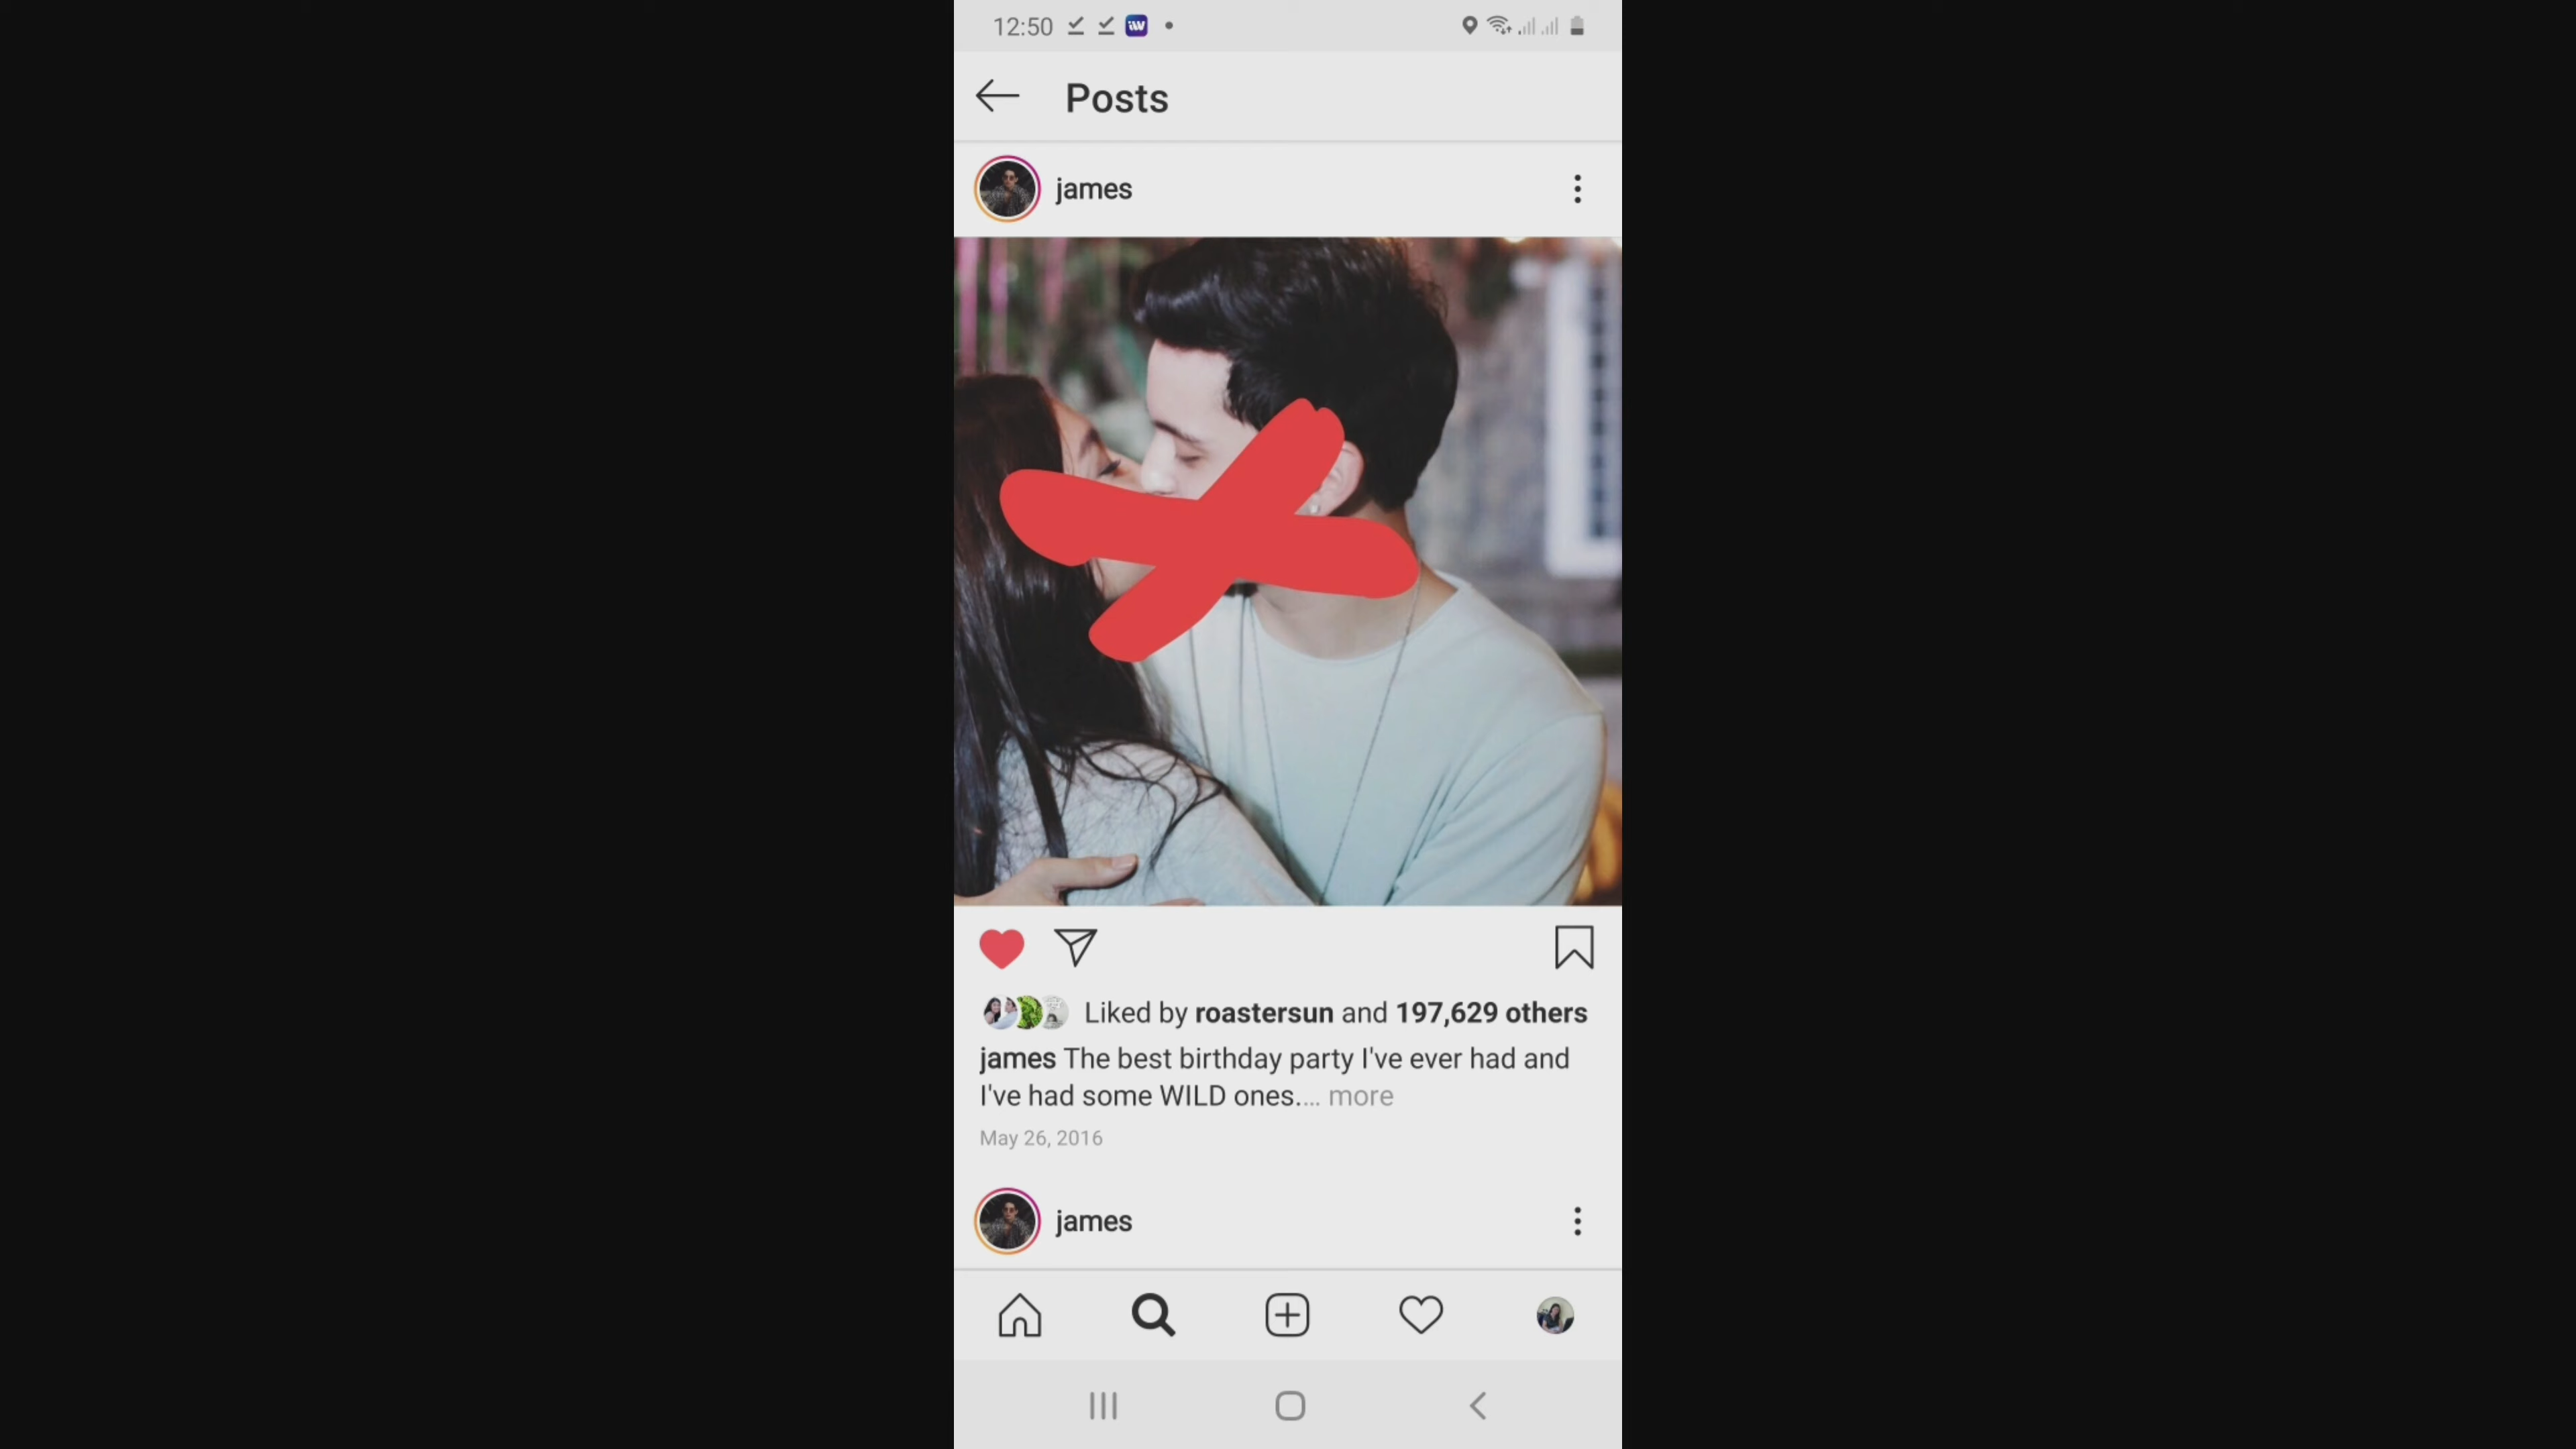 12:50
Posts
james
Liked by roastersun and 197,629 others
james The best birthday party I've ever had and
I've had some WILD ones.... more
May 26, 2016
james